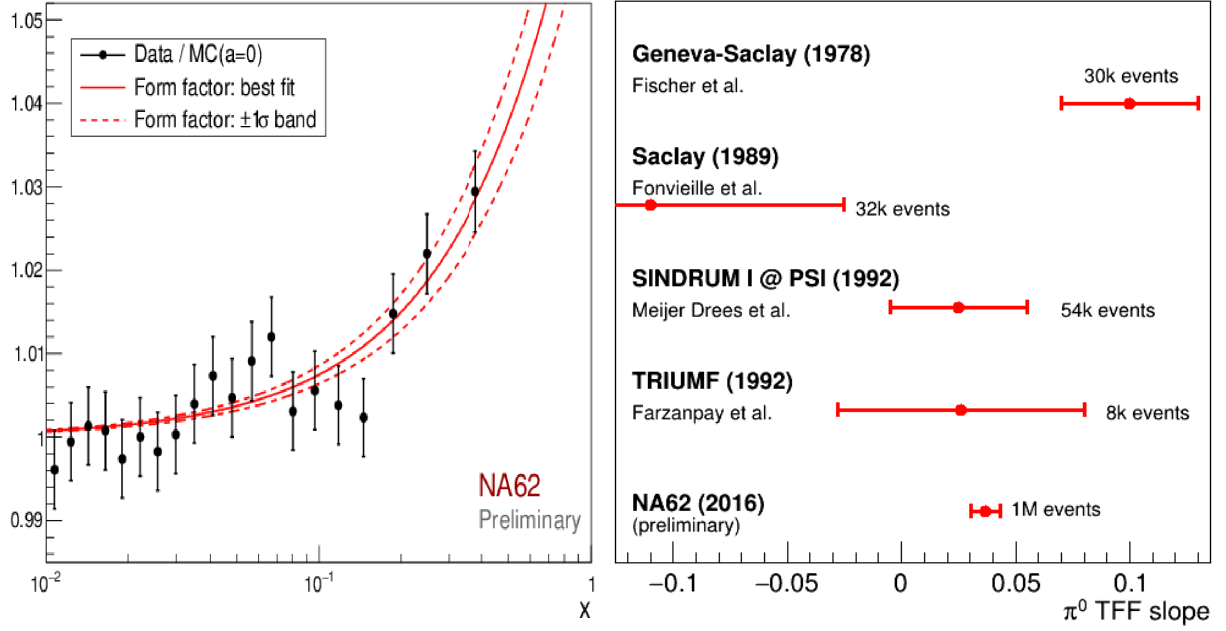 1.05
1.04
1.03
1.02
1.01
1
0.99
Data / MC(a=0)
Form factor: best fit
Form factor: ±1σ band
NA62
Preliminary
10⁻²
10⁻¹
1
x
Geneva-Saclay (1978)
Fischer et al.
30k events
Saclay (1989)
Fonvieille et al.
32k events
SINDRUM I @ PSI (1992)
Meijer Drees et al.
54k events
TRIUMF (1992)
Farzanpay et al.
8k events
NA62 (2016)
(preliminary)
1M events
−0.1
−0.05
0
0.05
0.1
π⁰ TFF slope